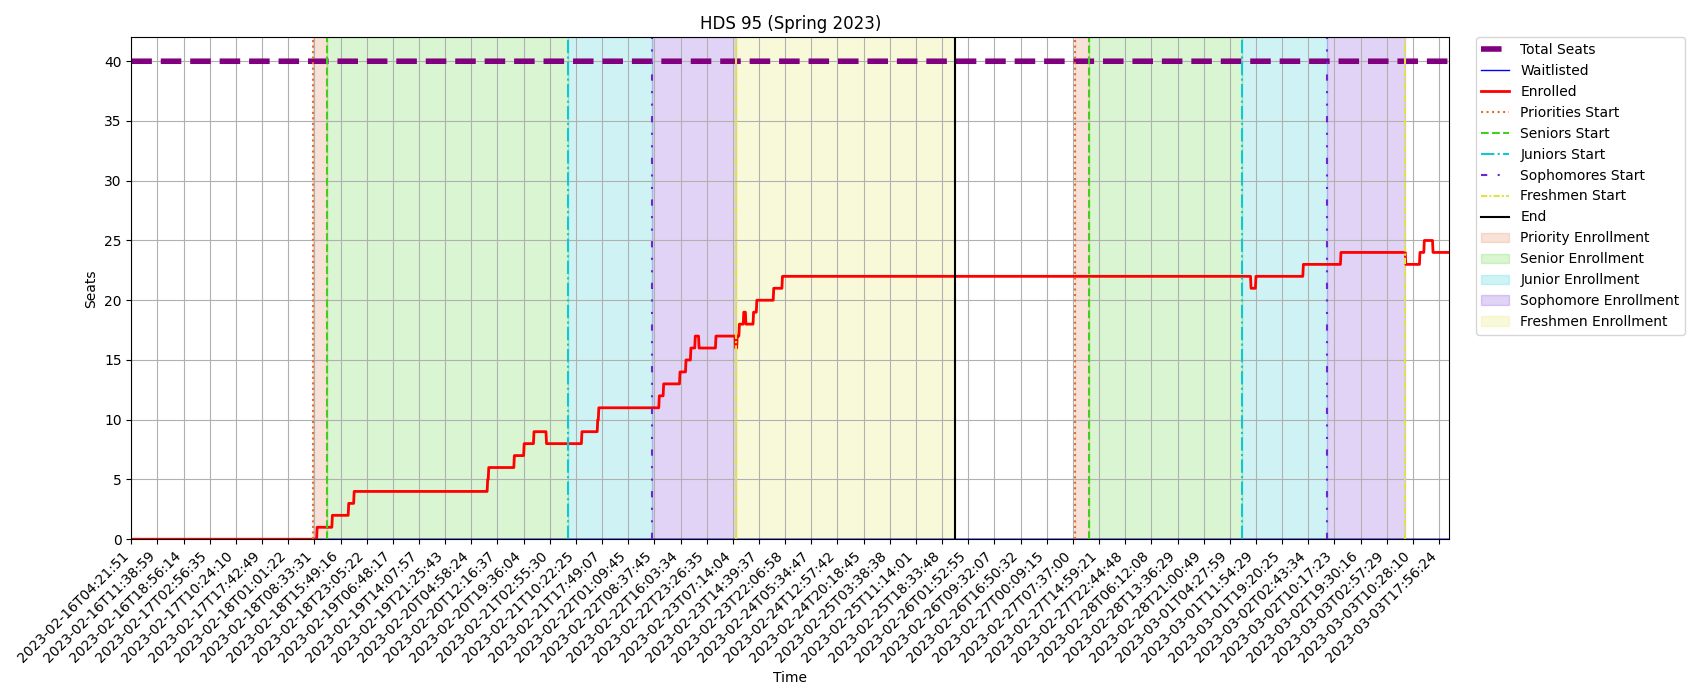 HDS 95 (Spring 2023)
Seats
40
35
30
25
20
15
10
5
0
2023-02-16T04:21:51
2023-02-16T11:38:59
2023-02-16T18:56:14
2023-02-17T02:56:35
2023-02-17T10:24:10
2023-02-17T17:42:49
2023-02-18T01:01:22
2023-02-18T08:33:31
2023-02-18T15:49:16
2023-02-18T23:05:22
2023-02-19T06:48:17
2023-02-19T14:07:57
2023-02-19T21:25:43
2023-02-20T04:58:24
2023-02-20T12:16:37
2023-02-20T19:36:04
2023-02-21T02:55:30
2023-02-21T10:22:25
2023-02-21T17:49:07
2023-02-22T01:09:45
2023-02-22T08:37:45
2023-02-22T16:03:34
2023-02-22T23:26:35
2023-02-23T07:14:04
2023-02-23T14:39:37
2023-02-23T22:06:58
2023-02-24T05:34:47
2023-02-24T12:57:42
2023-02-24T20:18:45
2023-02-25T03:38:38
2023-02-25T11:14:01
2023-02-25T18:33:48
2023-02-26T01:52:55
2023-02-26T09:32:07
2023-02-26T16:50:32
2023-02-27T00:09:15
2023-02-27T07:37:00
2023-02-27T14:59:21
2023-02-27T22:44:48
2023-02-28T06:12:08
2023-02-28T13:36:29
2023-02-28T21:00:49
2023-03-01T04:27:59
2023-03-01T11:54:29
2023-03-01T19:20:25
2023-03-02T02:43:34
2023-03-02T10:17:23
2023-03-02T19:30:16
2023-03-03T02:57:29
2023-03-03T10:28:10
2023-03-03T17:56:24
Time
Total Seats
Waitlisted
Enrolled
Priorities Start
Seniors Start
Juniors Start
Sophomores Start
Freshmen Start
End
Priority Enrollment
Senior Enrollment
Junior Enrollment
Sophomore Enrollment
Freshmen Enrollment